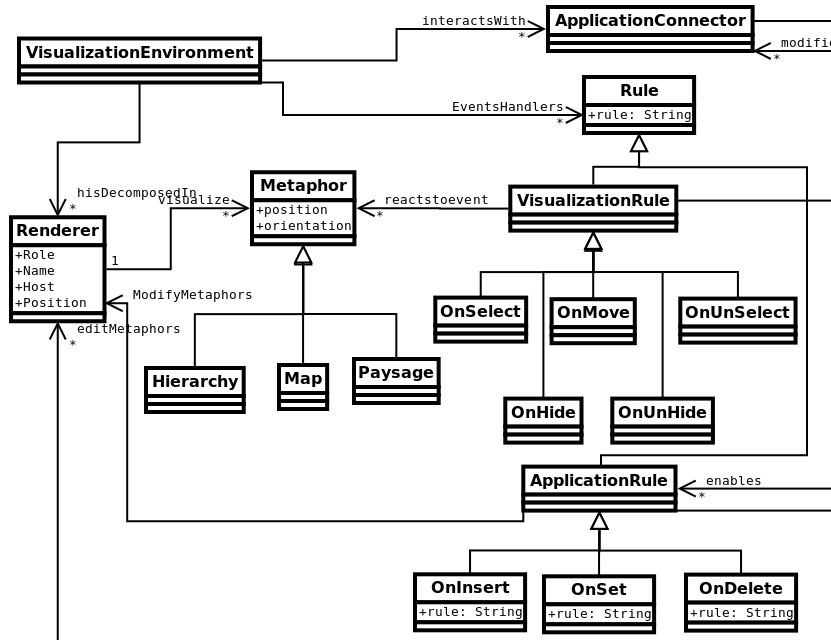 interactsWith
*
ApplicationConnector
VisualizationEnvironment
*
Rule
+rule: String
EventsHandlers
*
hisDecomposedIn
*
visualize
*
Metaphor
+position
+orientation
reactstoevent
*
VisualizationRule
Renderer
+Role
+Name
+Host
+Position
1
ModifyMetaphors
editMetaphors
*
OnSelect
OnMove
OnUnSelect
Hierarchy
Map
Paysage
OnHide
OnUnHide
ApplicationRule
enables
*
OnInsert
+rule: String
OnSet
+rule: String
OnDelete
+rule: String